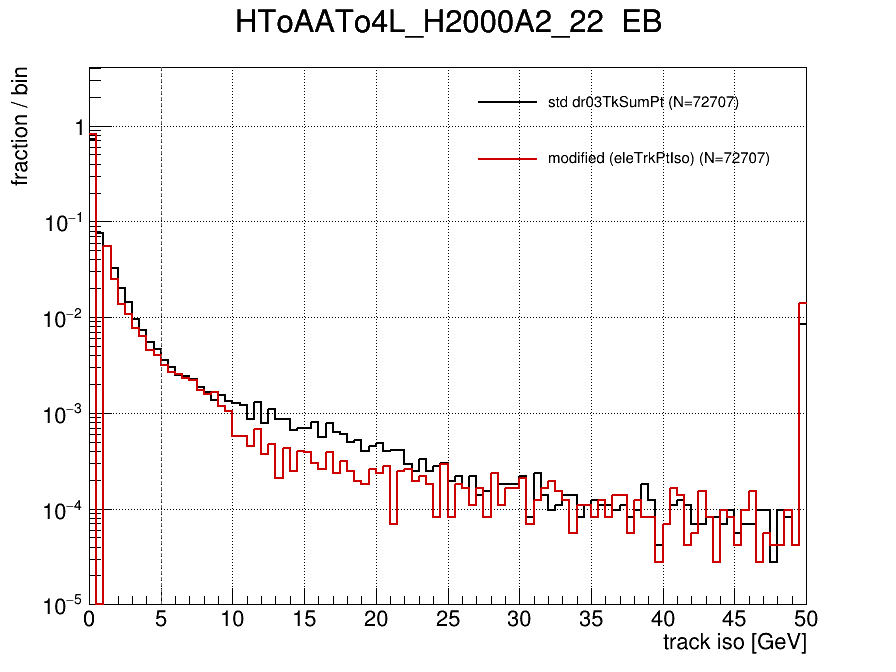 HToAATo4L_H2000A2_22 EB
fraction / bin
std dr03TkSumPt (N=72707)
modified (eleTrkPtIso) (N=72707)
1
10−1
10−2
10−3
10−4
10−5
0 5 10 15 20 25 30 35 40 45 50
track iso [GeV]